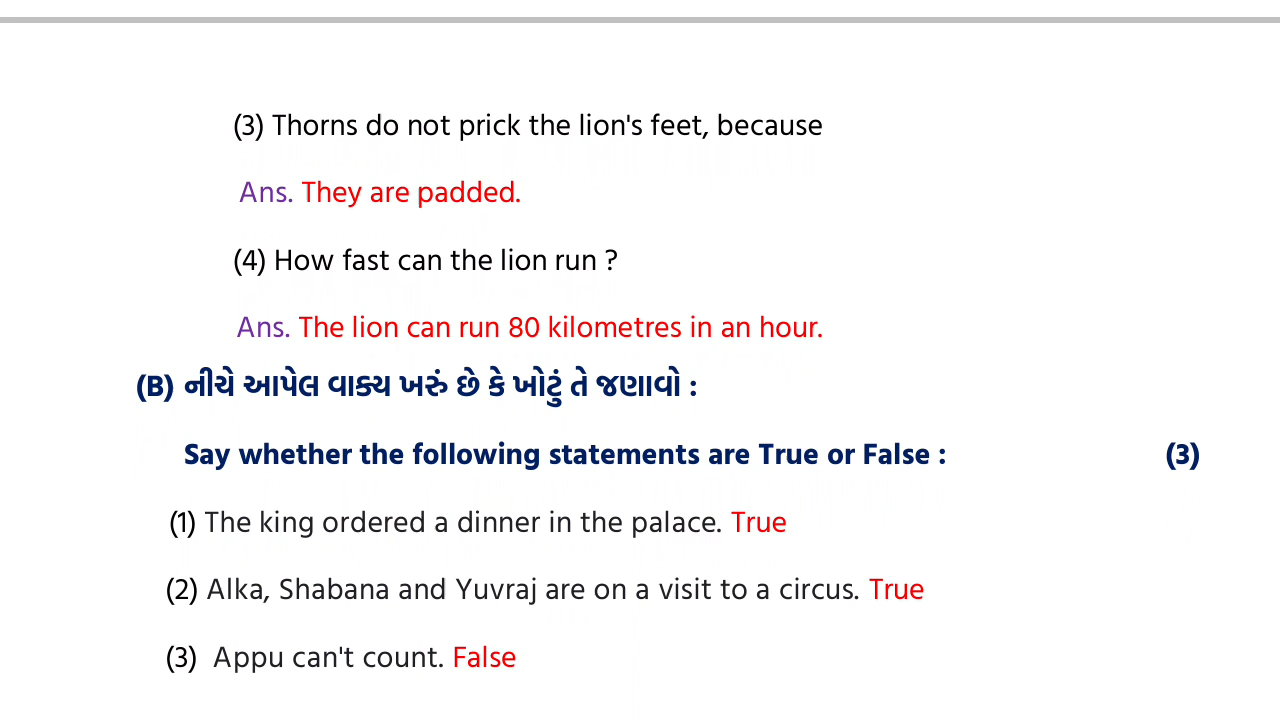 (3) Thorns do not prick the lion's feet, because
Ans. They are padded.
(4) How fast can the lion run ?
Ans. The lion can run 80 kilometres in an hour.
(B) નીચે આપેલ વાક્ય ખરું છે કે ખોટું તે જણાવો :
Say whether the following statements are True or False : (3)
(1) The king ordered a dinner in the palace. True
(2) Alka, Shabana and Yuvraj are on a visit to a circus. True
(3) Appu can't count. False